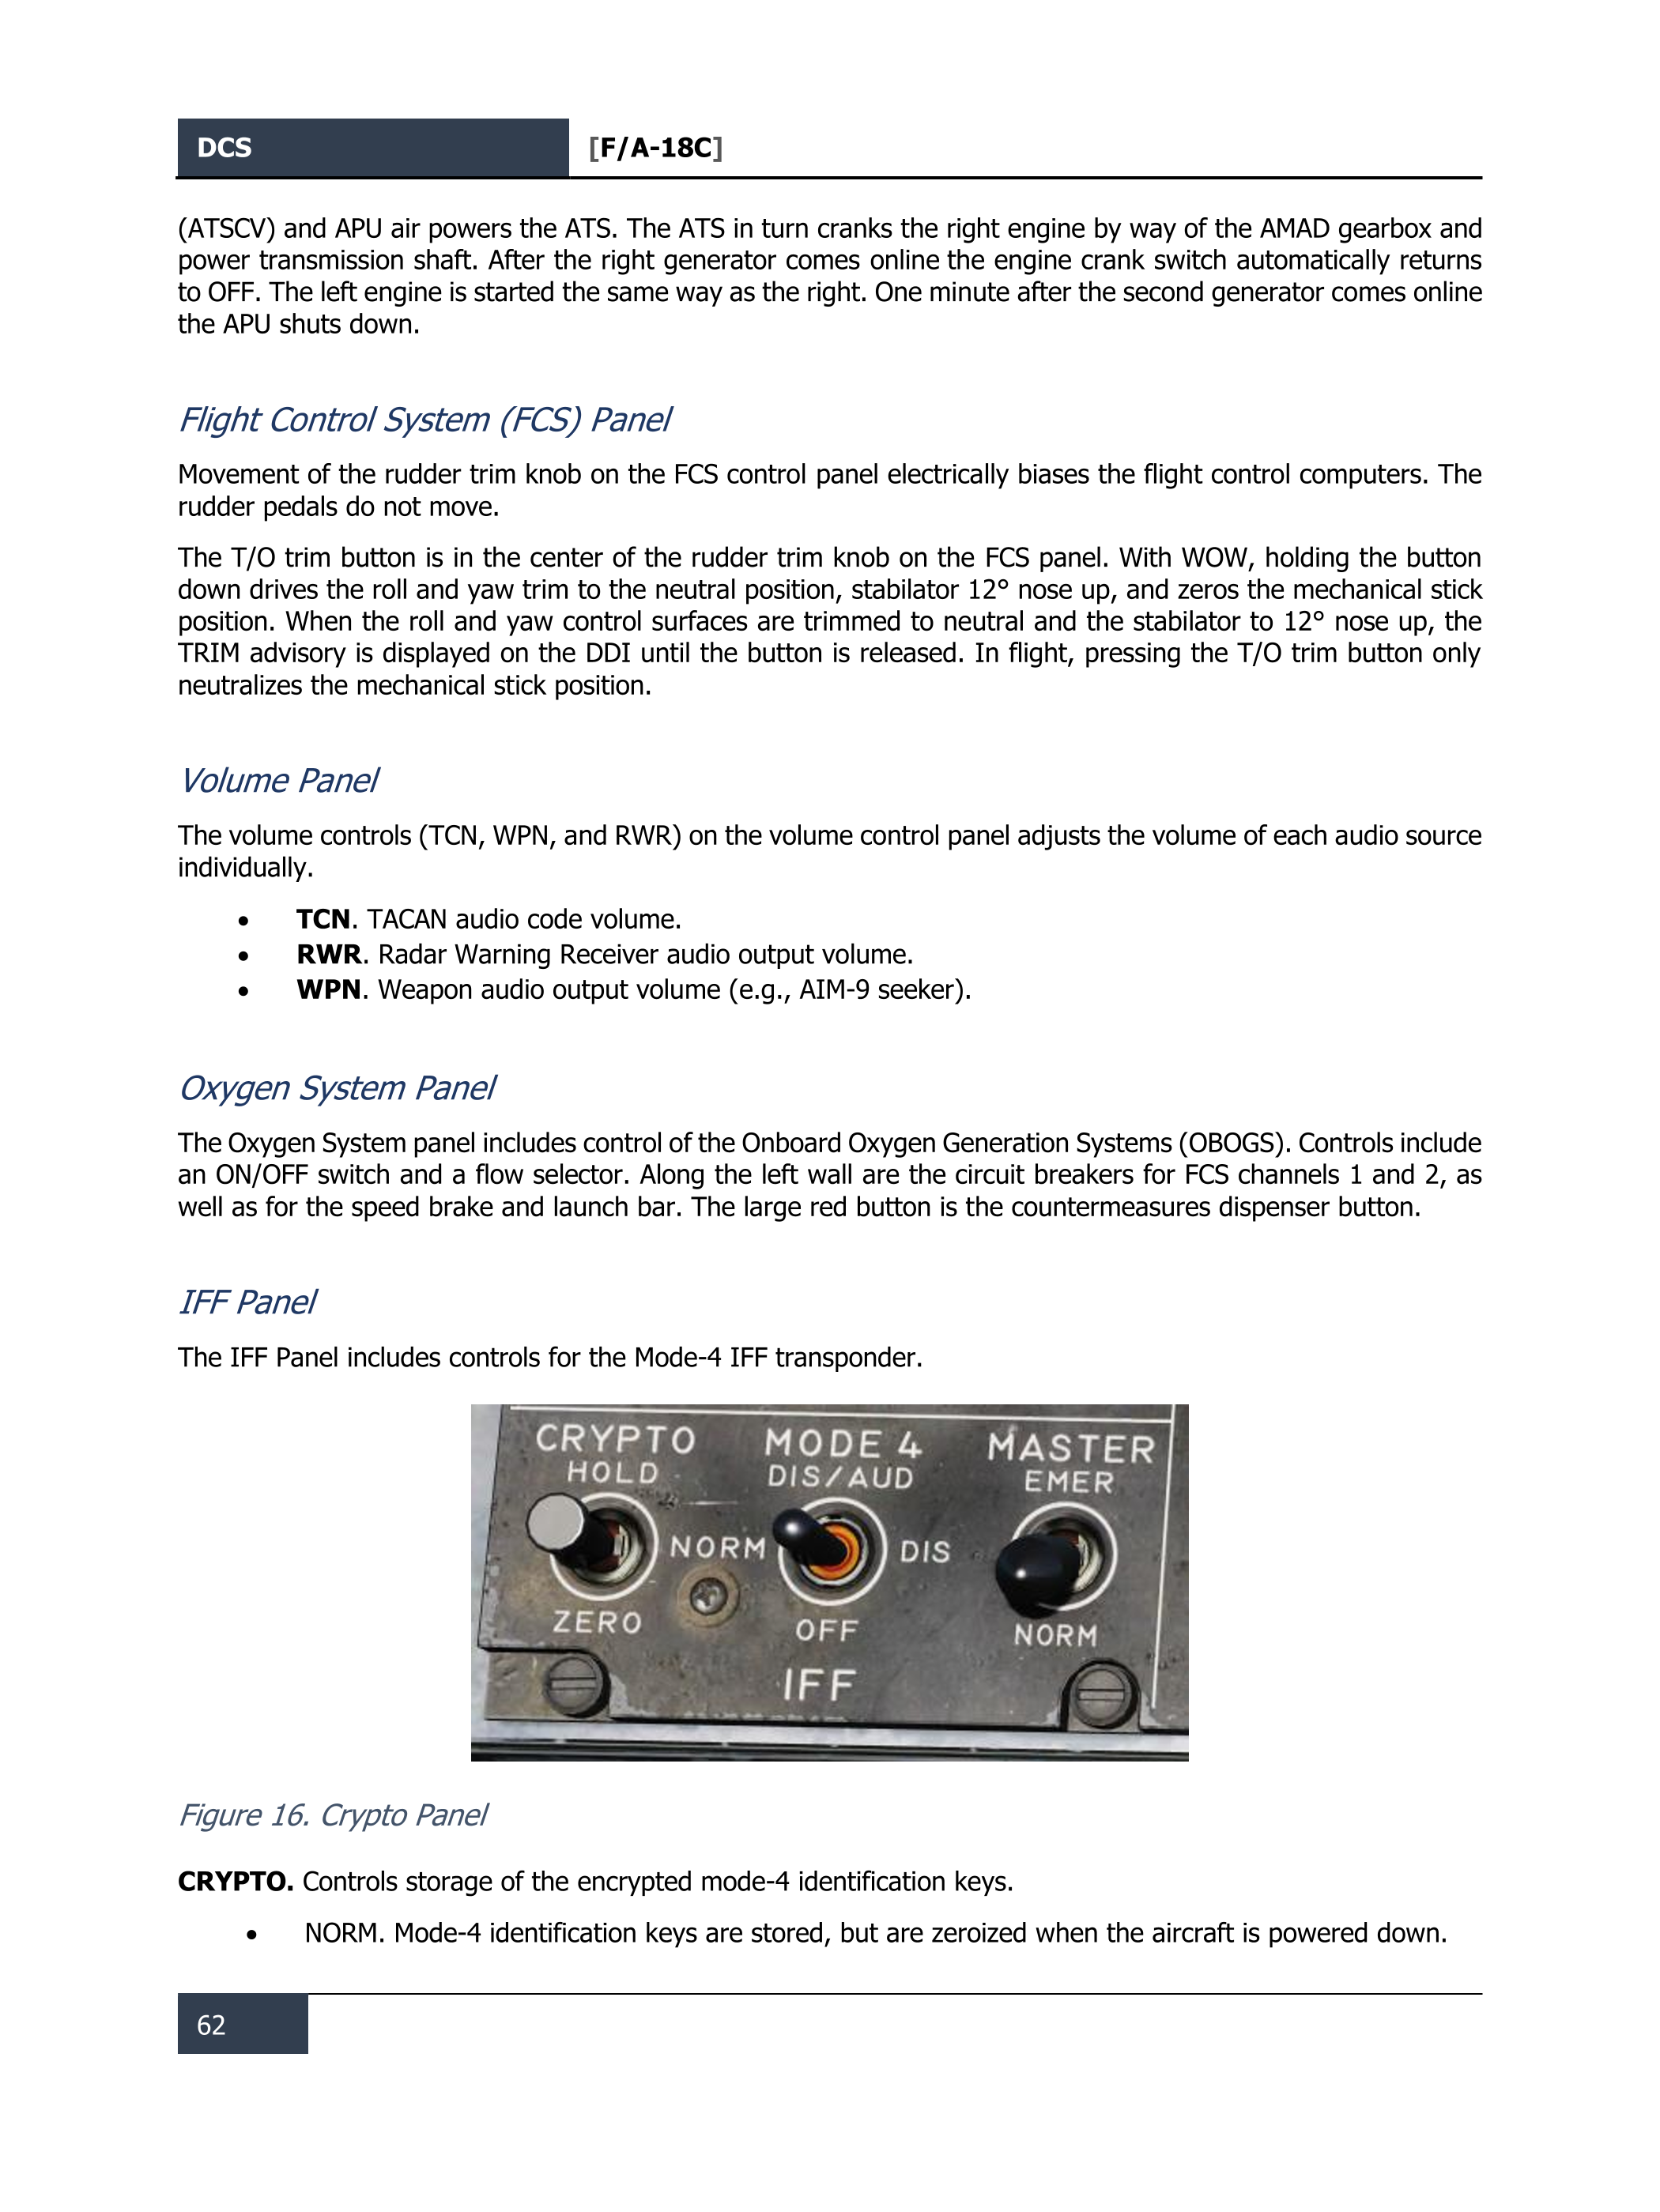 DCS [F/A-18C]
(ATSCV) and APU air powers the ATS. The ATS in turn cranks the right engine by way of the AMAD gearbox and
power transmission shaft. After the right generator comes online the engine crank switch automatically returns
to OFF. The left engine is started the same way as the right. One minute after the second generator comes online
the APU shuts down.
Flight Control System (FCS) Panel
Movement of the rudder trim knob on the FCS control panel electrically biases the flight control computers. The
rudder pedals do not move.
The T/O trim button is in the center of the rudder trim knob on the FCS panel. With WOW, holding the button
down drives the roll and yaw trim to the neutral position, stabilator 12° nose up, and zeros the mechanical stick
position. When the roll and yaw control surfaces are trimmed to neutral and the stabilator to 12° nose up, the
TRIM advisory is displayed on the DDI until the button is released. In flight, pressing the T/O trim button only
neutralizes the mechanical stick position.
Volume Panel
The volume controls (TCN, WPN, and RWR) on the volume control panel adjusts the volume of each audio source
individually.
• TCN. TACAN audio code volume.
• RWR. Radar Warning Receiver audio output volume.
• WPN. Weapon audio output volume (e.g., AIM-9 seeker).
Oxygen System Panel
The Oxygen System panel includes control of the Onboard Oxygen Generation Systems (OBOGS). Controls include
an ON/OFF switch and a flow selector. Along the left wall are the circuit breakers for FCS channels 1 and 2, as
well as for the speed brake and launch bar. The large red button is the countermeasures dispenser button.
IFF Panel
The IFF Panel includes controls for the Mode-4 IFF transponder.
CRYPTO MODE 4 MASTER
HOLD DIS/AUD EMER
NORM DIS
ZERO OFF NORM
IFF
Figure 16. Crypto Panel
CRYPTO. Controls storage of the encrypted mode-4 identification keys.
• NORM. Mode-4 identification keys are stored, but are zeroized when the aircraft is powered down.
62